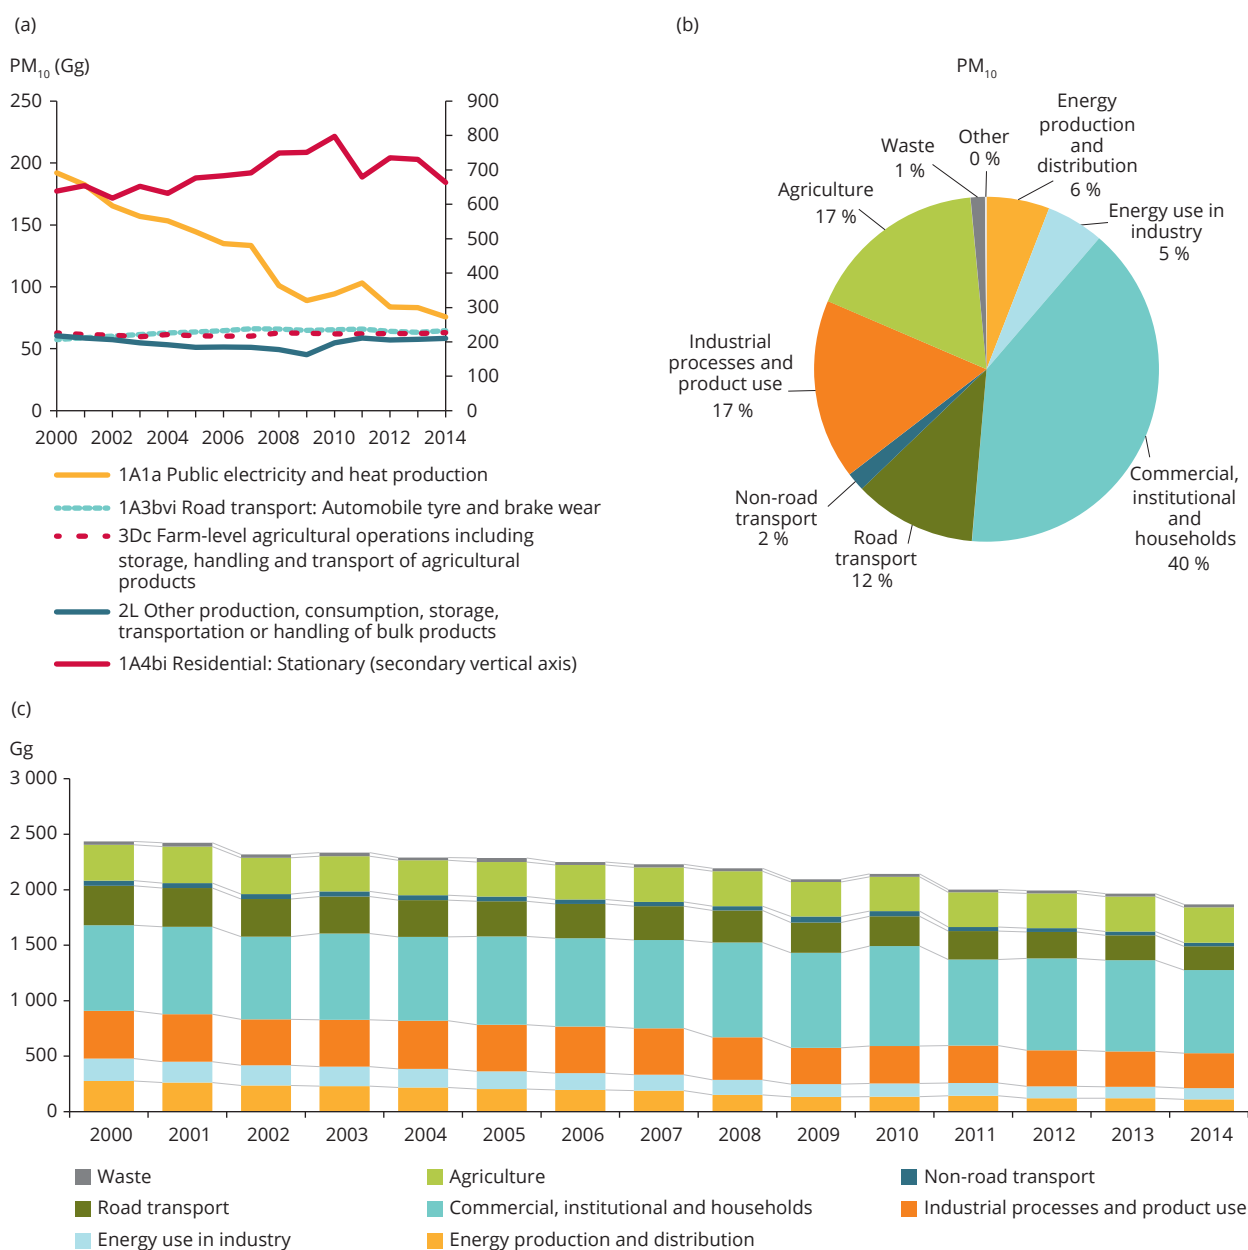 (a)
PM10 (Gg)
250
200
150
100
50
0
900
800
700
600
500
400
300
200
100
0
2000 2002 2004 2006 2008 2010 2012 2014
1A1a Public electricity and heat production
1A3bvi Road transport: Automobile tyre and brake wear
3Dc Farm-level agricultural operations including
storage, handling and transport of agricultural
products
2L Other production, consumption, storage,
transportation or handling of bulk products
1A4bi Residential: Stationary (secondary vertical axis)
(b)
PM10
Energy
production
and
distribution
6 %
Energy use in
industry
5 %
Commercial,
institutional
and
households
40 %
Road
transport
12 %
Non-road
transport
2 %
Industrial
processes and
product use
17 %
Agriculture
17 %
Waste
1 %
Other
0 %
(c)
Gg
3 000
2 500
2 000
1 500
1 000
500
0
2000 2001 2002 2003 2004 2005 2006 2007 2008 2009 2010 2011 2012 2013 2014
Waste
Agriculture
Non-road transport
Road transport
Commercial, institutional and households
Industrial processes and product use
Energy use in industry
Energy production and distribution